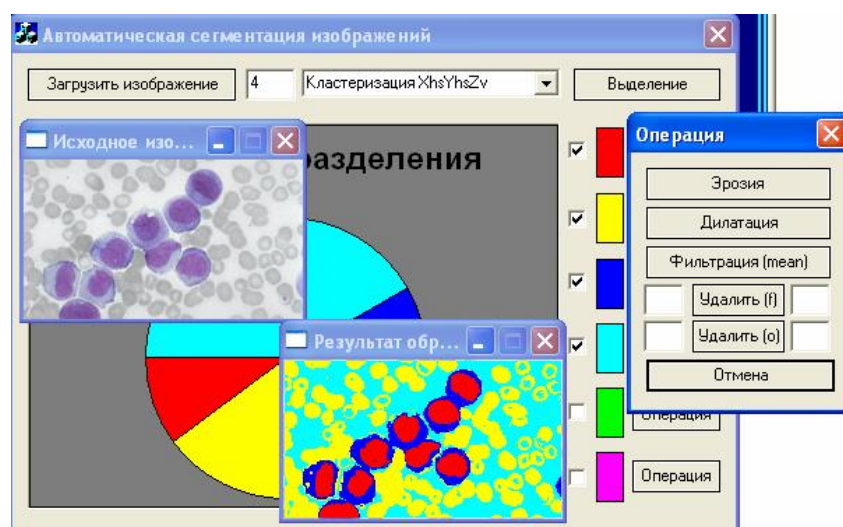 Автоматическая сегментация изображений
Загрузить изображение
4
Кластеризация XhsYhsZv
Выделение
Исходное изо...
разделения
Операция
Эрозия
Дилатация
Фильтрация (mean)
Удалить (f)
Удалить (o)
Отмена
Результат обр...
Операция
Операция